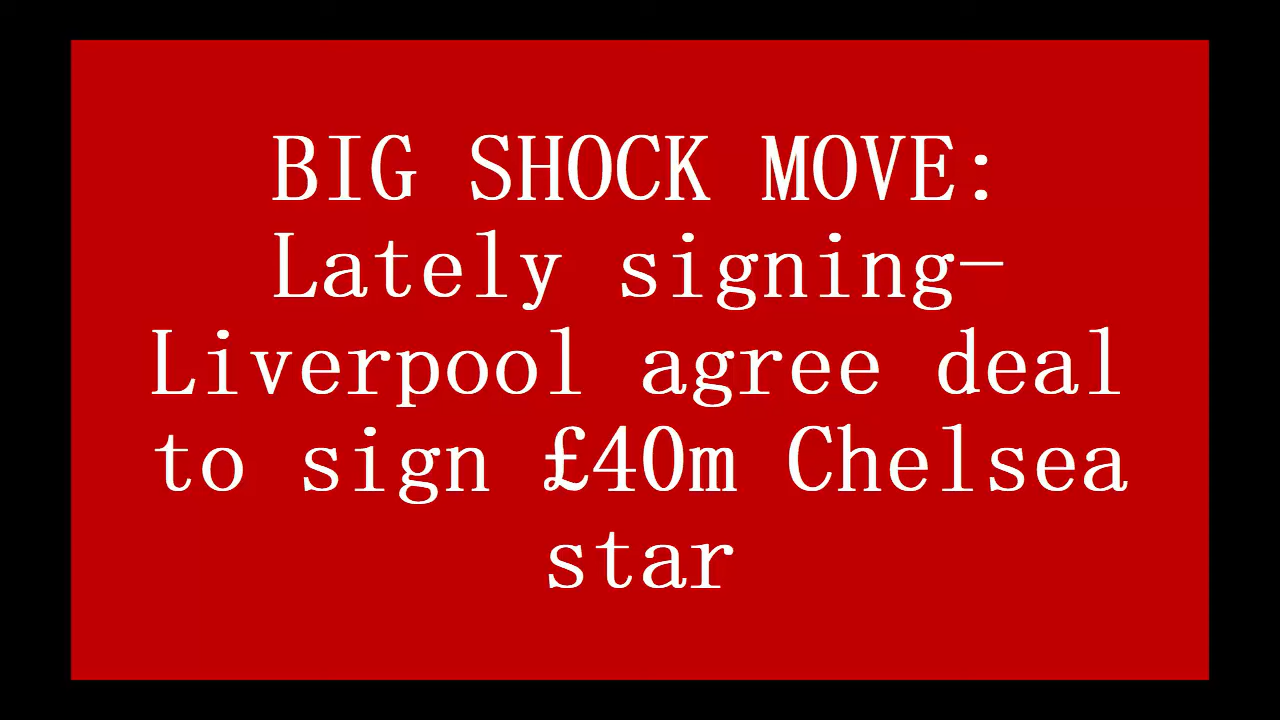 BIG SHOCK MOVE:
Lately signing-
Liverpool agree deal
to sign £40m Chelsea
star